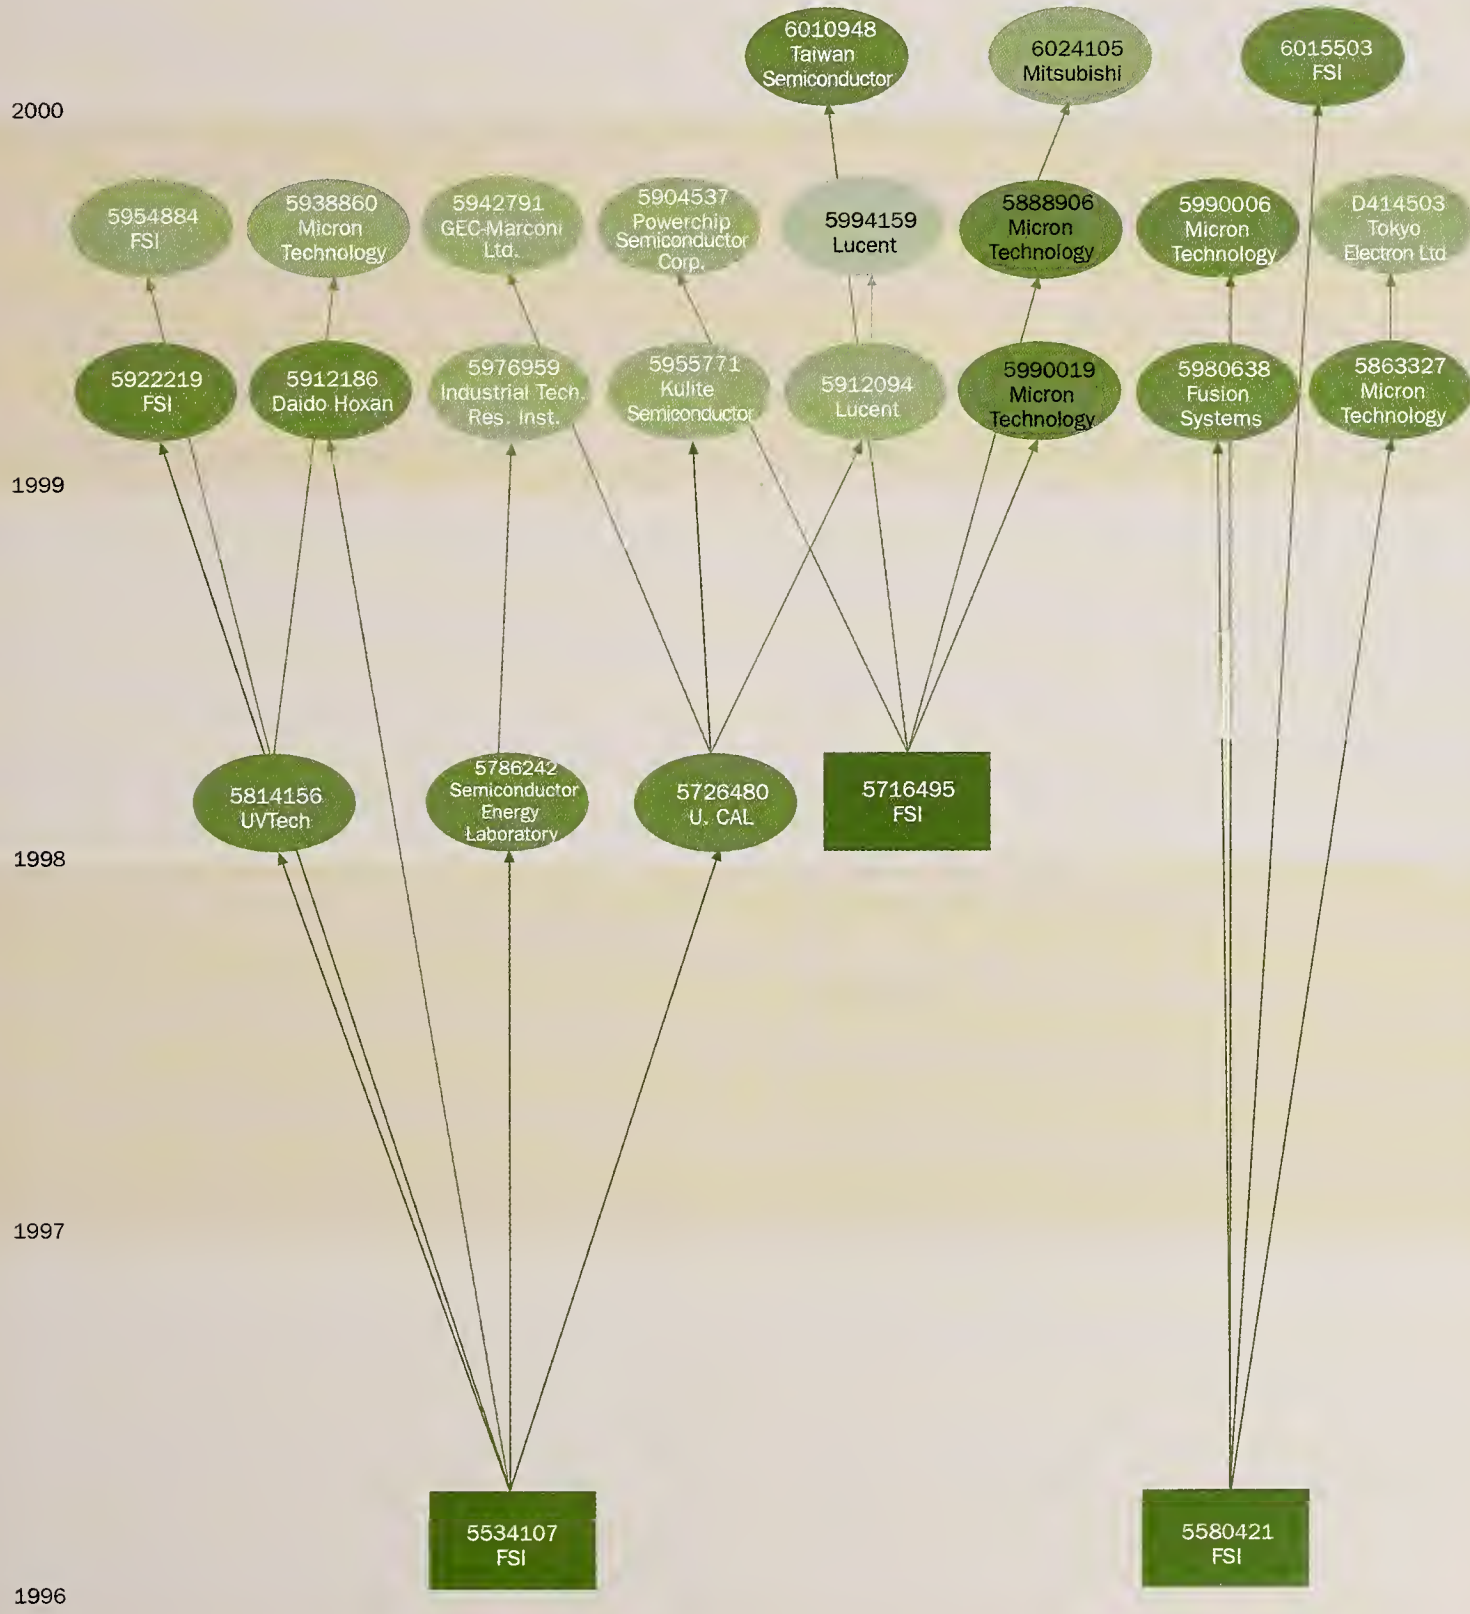 6010948
Taiwan
Semiconductor
6024105
Mitsubishi
6015503
FSI
2000
5954884
FSI
5938860
Micron
Technology
5942791
GEC-Marconi
Ltd.
5904537
Powerchip
Semiconductor
Corp.
5994159
Lucent
5888906
Micron
Technology
5990006
Micron
Technology
D414503
Tokyo
Electron Ltd
5922219
FSI
5912186
Daido Hoxan
5976959
Industrial Tech.
Res. Inst.
5955771
Kulite
Semiconductor
5912094
Lucent
5990019
Micron
Technology
5980638
Fusion
Systems
5863327
Micron
Technology
1999
5814156
UVTech
5786242
Semiconductor
Energy
Laboratory
5726480
U. CAL
5716495
FSI
1998
1997
5534107
FSI
5580421
FSI
1996